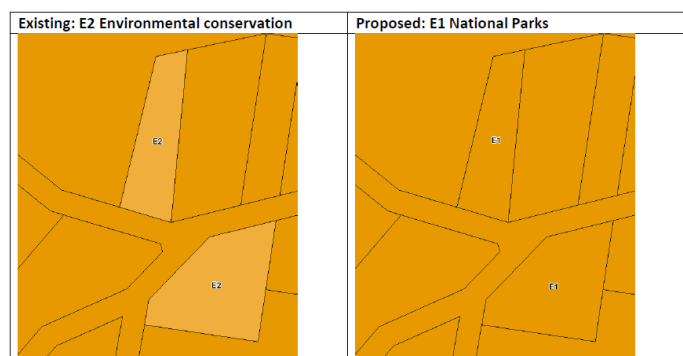 Existing: E2 Environmental conservation
Proposed: E1 National Parks
E2
E1
E2
E1